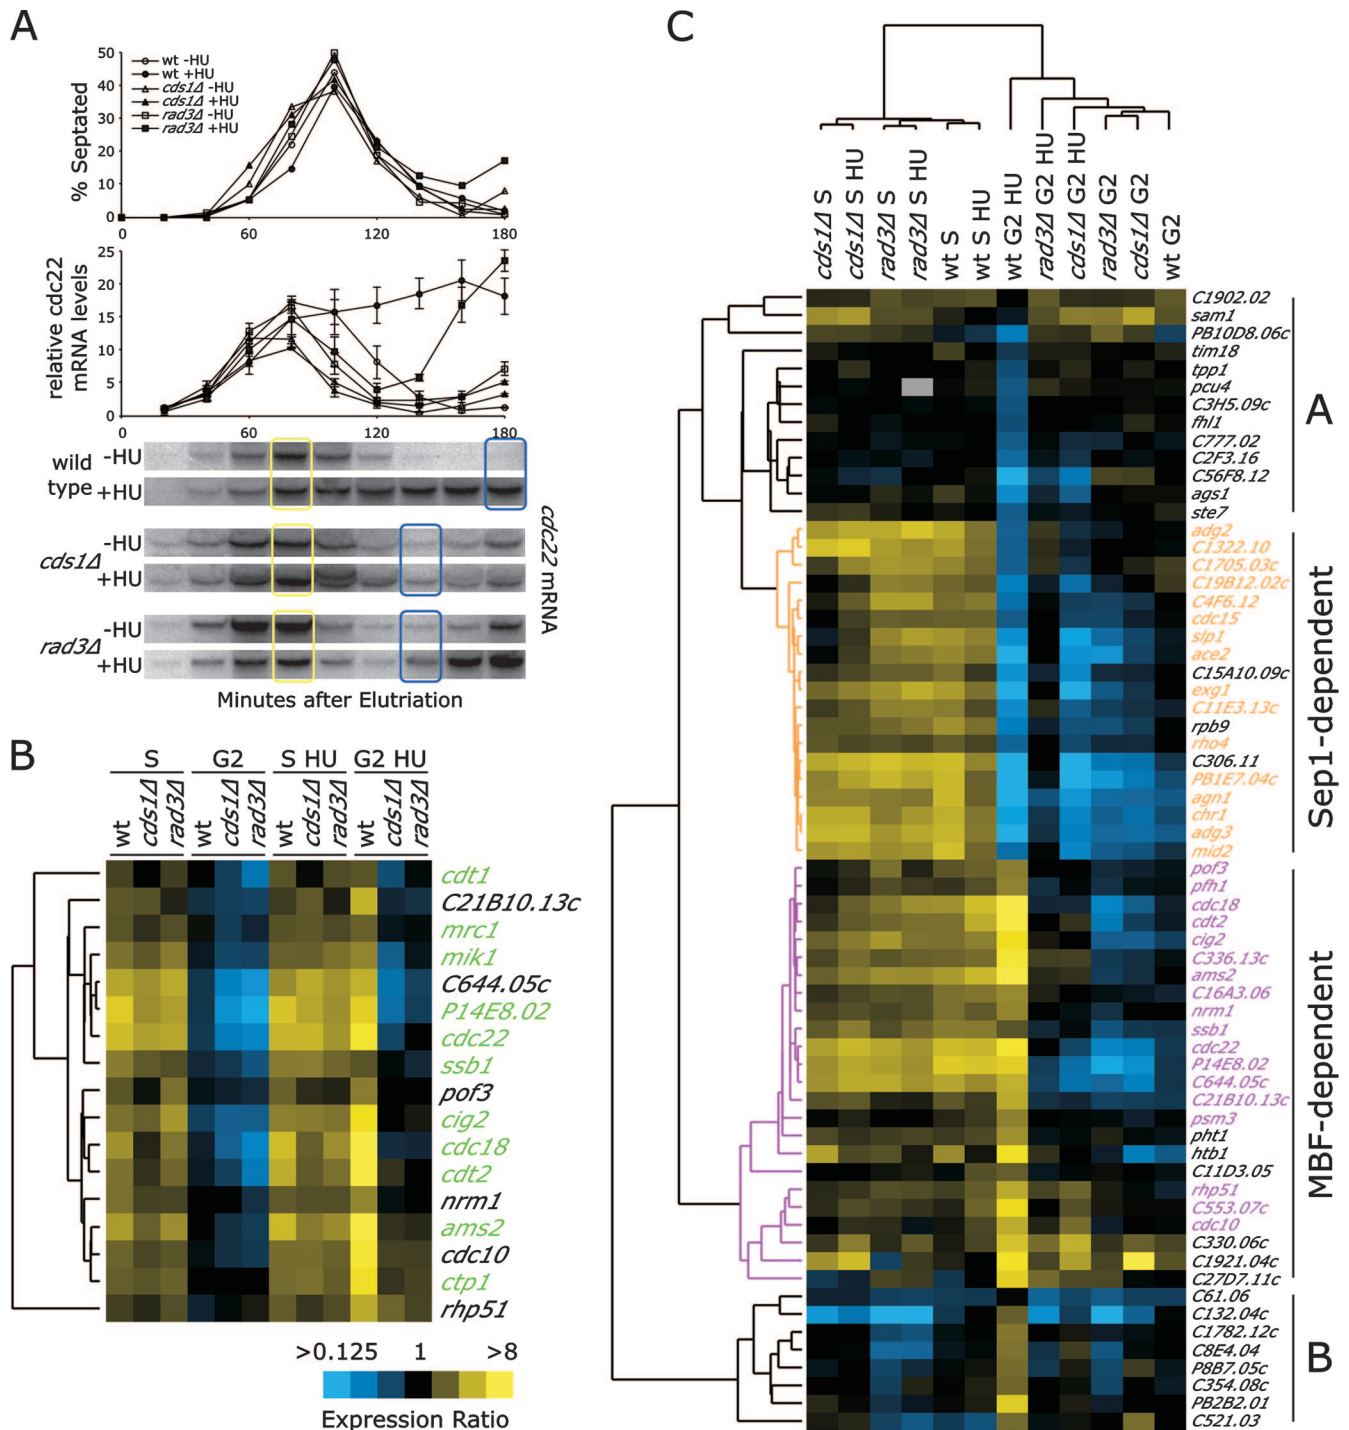 A
wt -HU
wt +HU
cds1Δ -HU
cds1Δ +HU
rad3Δ -HU
rad3Δ +HU
% Septated
50
40
30
20
10
0
0 60 120 180
relative cdc22
mRNA levels
25
20
15
10
5
0
0 60 120 180
wild
type
-HU
+HU
cds1Δ
-HU
+HU
rad3Δ
-HU
+HU
cdc22 mRNA
Minutes after Elutriation
B
S G2 S HU G2 HU
wt cds1Δ rad3Δ wt cds1Δ rad3Δ wt cds1Δ rad3Δ wt cds1Δ rad3Δ
cdt1
C21B10.13c
mrc1
mik1
C644.05c
P14E8.02
cdc22
ssb1
pof3
cig2
cdc18
cdt2
nrm1
ams2
cdc10
ctp1
rhp51
>0.125 1 >8
Expression Ratio
C
cds1Δ S
cds1Δ S HU
rad3Δ S
rad3Δ S HU
wt S
wt S HU
wt G2 HU
rad3Δ G2 HU
cds1Δ G2 HU
rad3Δ G2
cds1Δ G2
wt G2
C1902.02
sam1
PB10D8.06c
tim18
tpp1
pcu4
C3H5.09c
fhl1
C777.02
C2F3.16
C56F8.12
ags1
ste7
adg2
C1322.10
C1705.03c
C19B12.02c
C4F6.12
cdc15
slp1
ace2
C15A10.09c
exg1
C11E3.13c
rpb9
rho4
C306.11
PB1E7.04c
agn1
chr1
adg3
mid2
pof3
pfh1
cdc18
cdt2
cig2
C336.13c
ams2
C16A3.06
nrm1
ssb1
cdc22
P14E8.02
C644.05c
C21B10.13c
psm3
pht1
htb1
C11D3.05
rhp51
C553.07c
cdc10
C330.06c
C1921.04c
C27D7.11c
C61.06
C132.04c
C1782.12c
C8E4.04
P8B7.05c
C354.08c
PB2B2.01
C521.03
A
Sep1-dependent
MBF-dependent
B